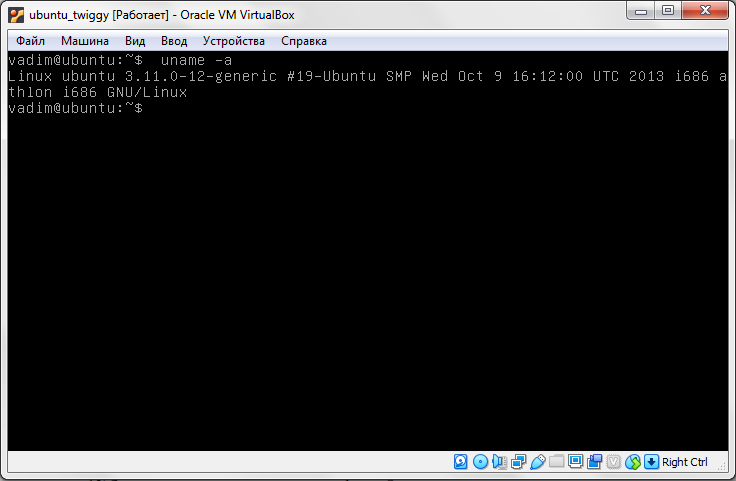 ubuntu_twiggy [Работает] - Oracle VM VirtualBox
Файл Машина Вид Ввод Устройства Справка
vadim@ubuntu:~$  uname -a
Linux ubuntu 3.11.0-12-generic #19-Ubuntu SMP Wed Oct 9 16:12:00 UTC 2013 i686 a
thlon i686 GNU/Linux
vadim@ubuntu:~$
Right Ctrl